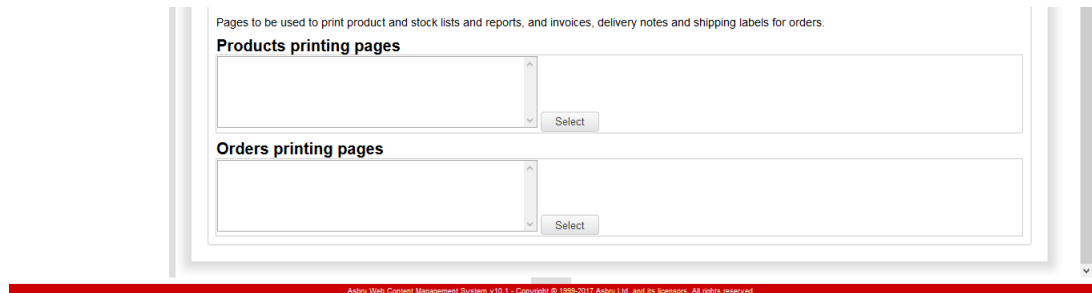 Pages to be used to print product and stock lists and reports, and invoices, delivery notes and shipping labels for orders.
Products printing pages
Select
Orders printing pages
Select
Asbru Web Content Management System v10.1 - Copyright © 1999-2017 Asbru Ltd. and its licensors. All rights reserved.